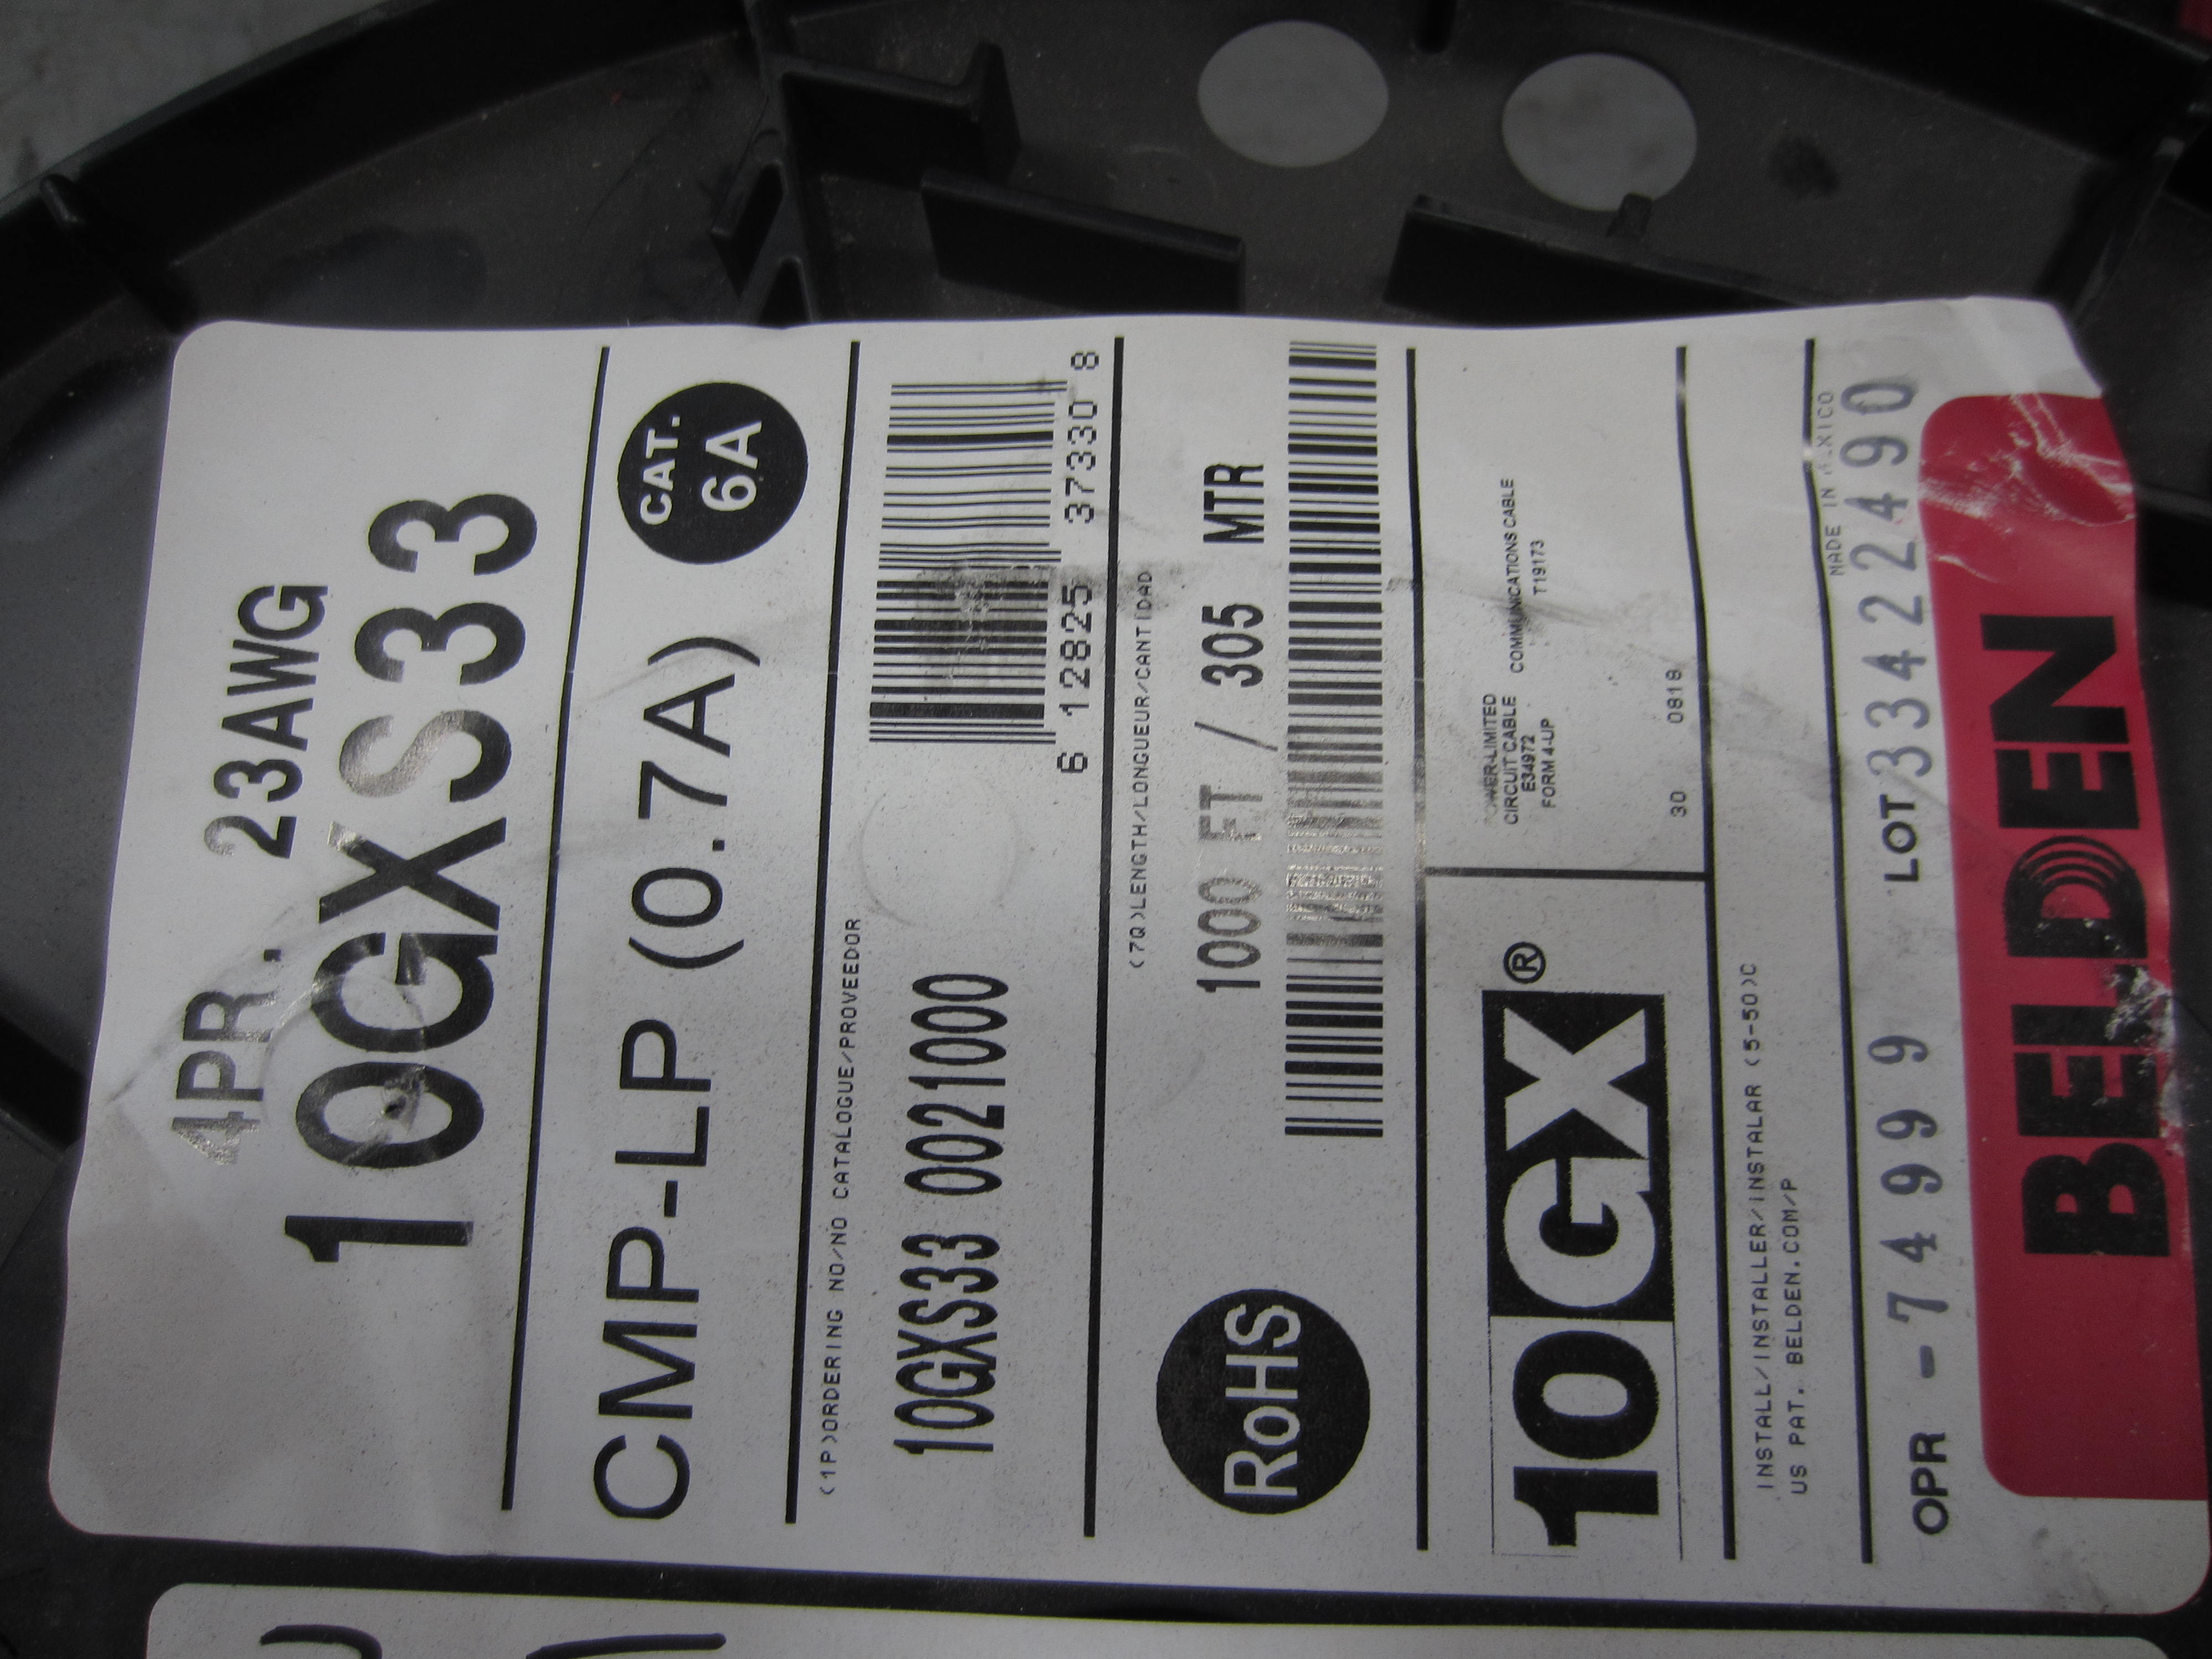 4PR. 23AWG
10GXS33
CMP-LP (0.7A)
CAT.
6A
(1P)ORDERING NO/NO CATALOGUE/PROVEEDOR
10GXS33 0021000
6 12825 37330 8
(7Q)LENGTH/LONGUEUR/CANTIDAD
1000 FT / 305 MTR
RoHS
10GX®
POWER-LIMITED
CIRCUIT CABLE
E34972
FORM 4-UP
COMMUNICATIONS CABLE
T19173
30 0818
INSTALL/INSTALLER/INSTALAR (5-50)C
US PAT. BELDEN.COM/P
MADE IN MEXICO
OPR -74999 LOT 334222490
BELDEN